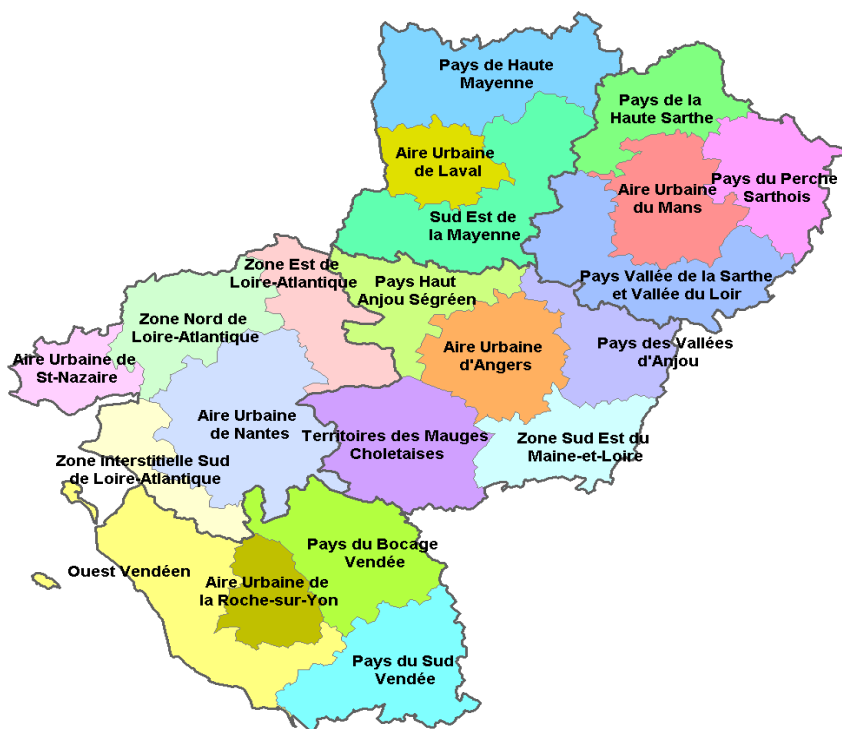 Pays de Haute
Mayenne
Pays de la
Haute Sarthe
Aire Urbaine
de Laval
Aire Urbaine
du Mans
Pays du Perche
Sarthois
Sud Est de
la Mayenne
Zone Est de
Loire-Atlantique
Pays Haut
Anjou Ségréen
Pays Vallée de la Sarthe
et Vallée du Loir
Zone Nord de
Loire-Atlantique
Aire Urbaine de
St-Nazaire
Aire Urbaine
d'Angers
Pays des Vallées
d'Anjou
Aire Urbaine
de Nantes
Territoires des Mauges
Choletaises
Zone Sud Est du
Maine-et-Loire
Zone Interstitielle Sud
de Loire-Atlantique
Pays du Bocage
Vendée
Ouest Vendéen
Aire Urbaine de
la Roche-sur-Yon
Pays du Sud
Vendée